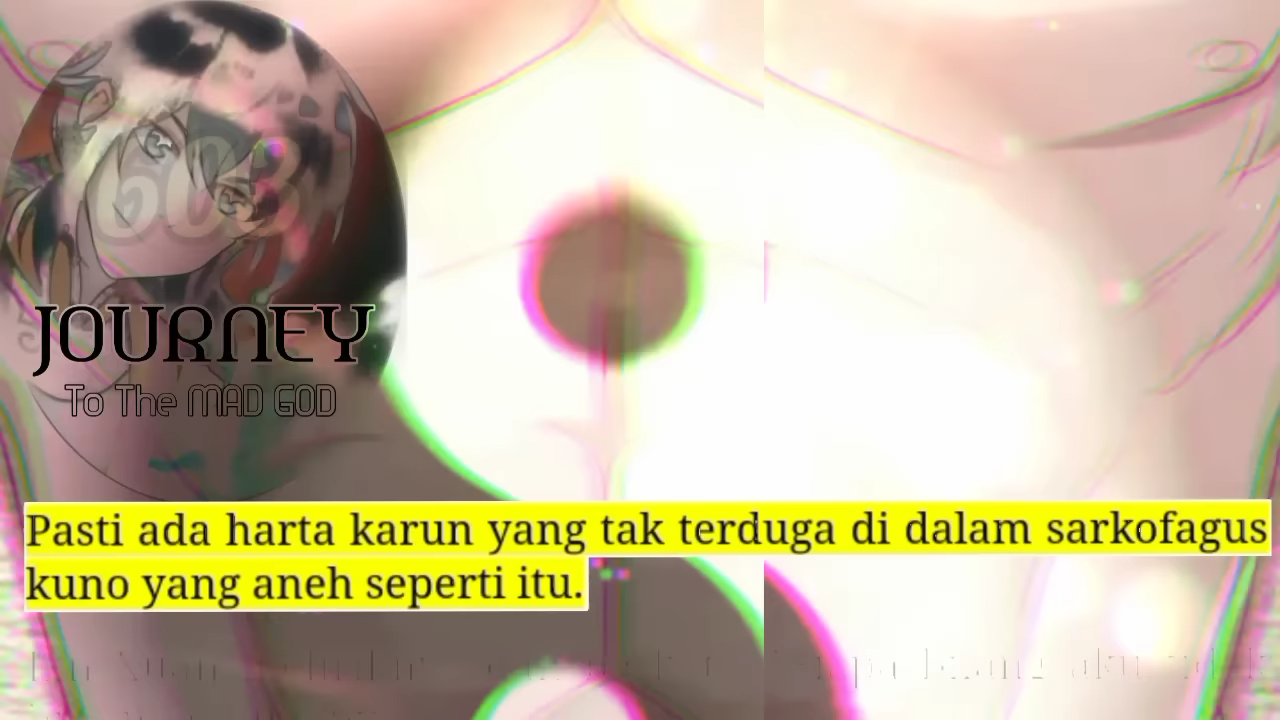 603
JOURNEY
To The MAD GOD
Pasti ada harta karun yang tak terduga di dalam sarkofagus
kuno yang aneh seperti itu.